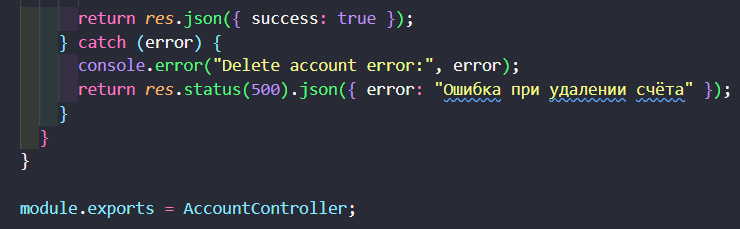 return res.json({ success: true });
} catch (error) {
console.error("Delete account error:", error);
return res.status(500).json({ error: "Ошибка при удалении счёта" });
}
}
}
module.exports = AccountController;